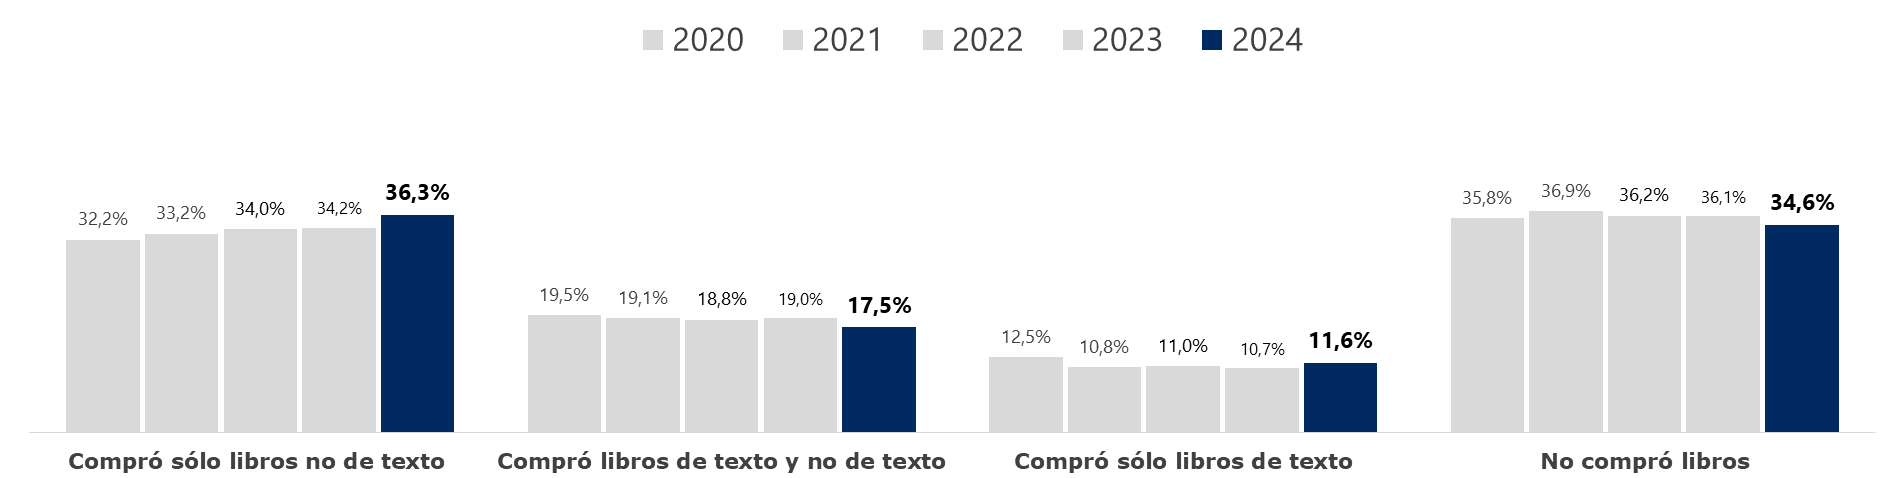 2020 2021 2022 2023 2024
32,2% 33,2% 34,0% 34,2% 36,3%
19,5% 19,1% 18,8% 19,0% 17,5%
12,5% 10,8% 11,0% 10,7% 11,6%
35,8% 36,9% 36,2% 36,1% 34,6%
Compró sólo libros no de texto
Compró libros de texto y no de texto
Compró sólo libros de texto
No compró libros